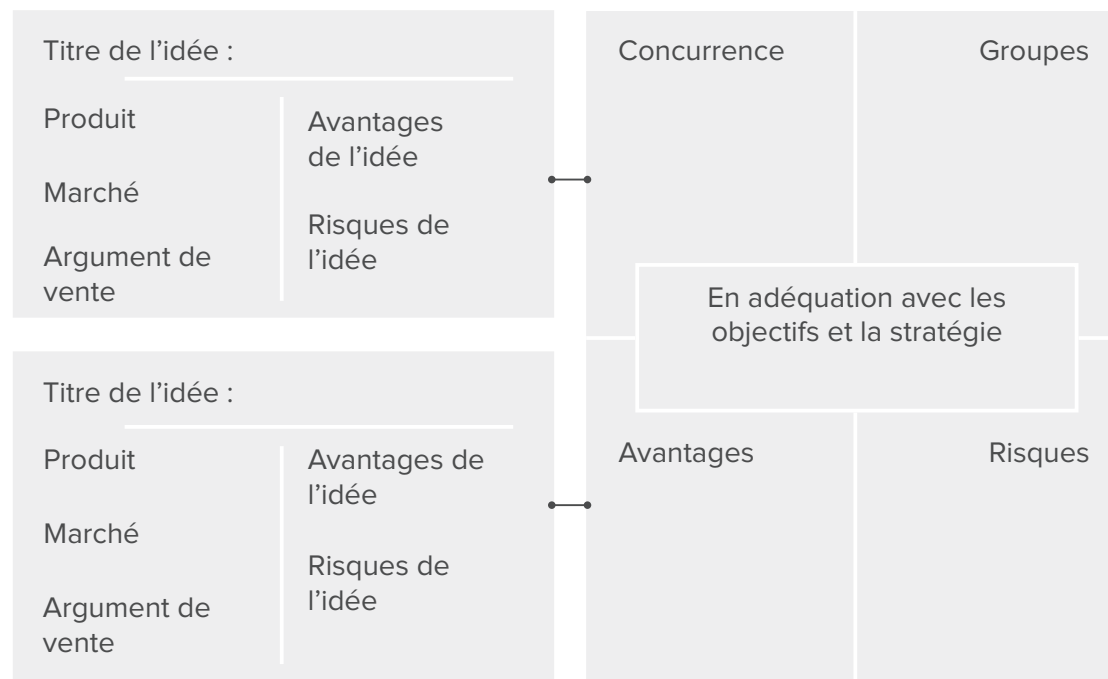 Titre de l’idée :
Produit
Marché
Argument de
vente
Avantages
de l’idée
Risques de
l’idée
Titre de l’idée :
Produit
Marché
Argument de
vente
Avantages de
l’idée
Risques de
l’idée
Concurrence
Groupes
En adéquation avec les
objectifs et la stratégie
Avantages
Risques